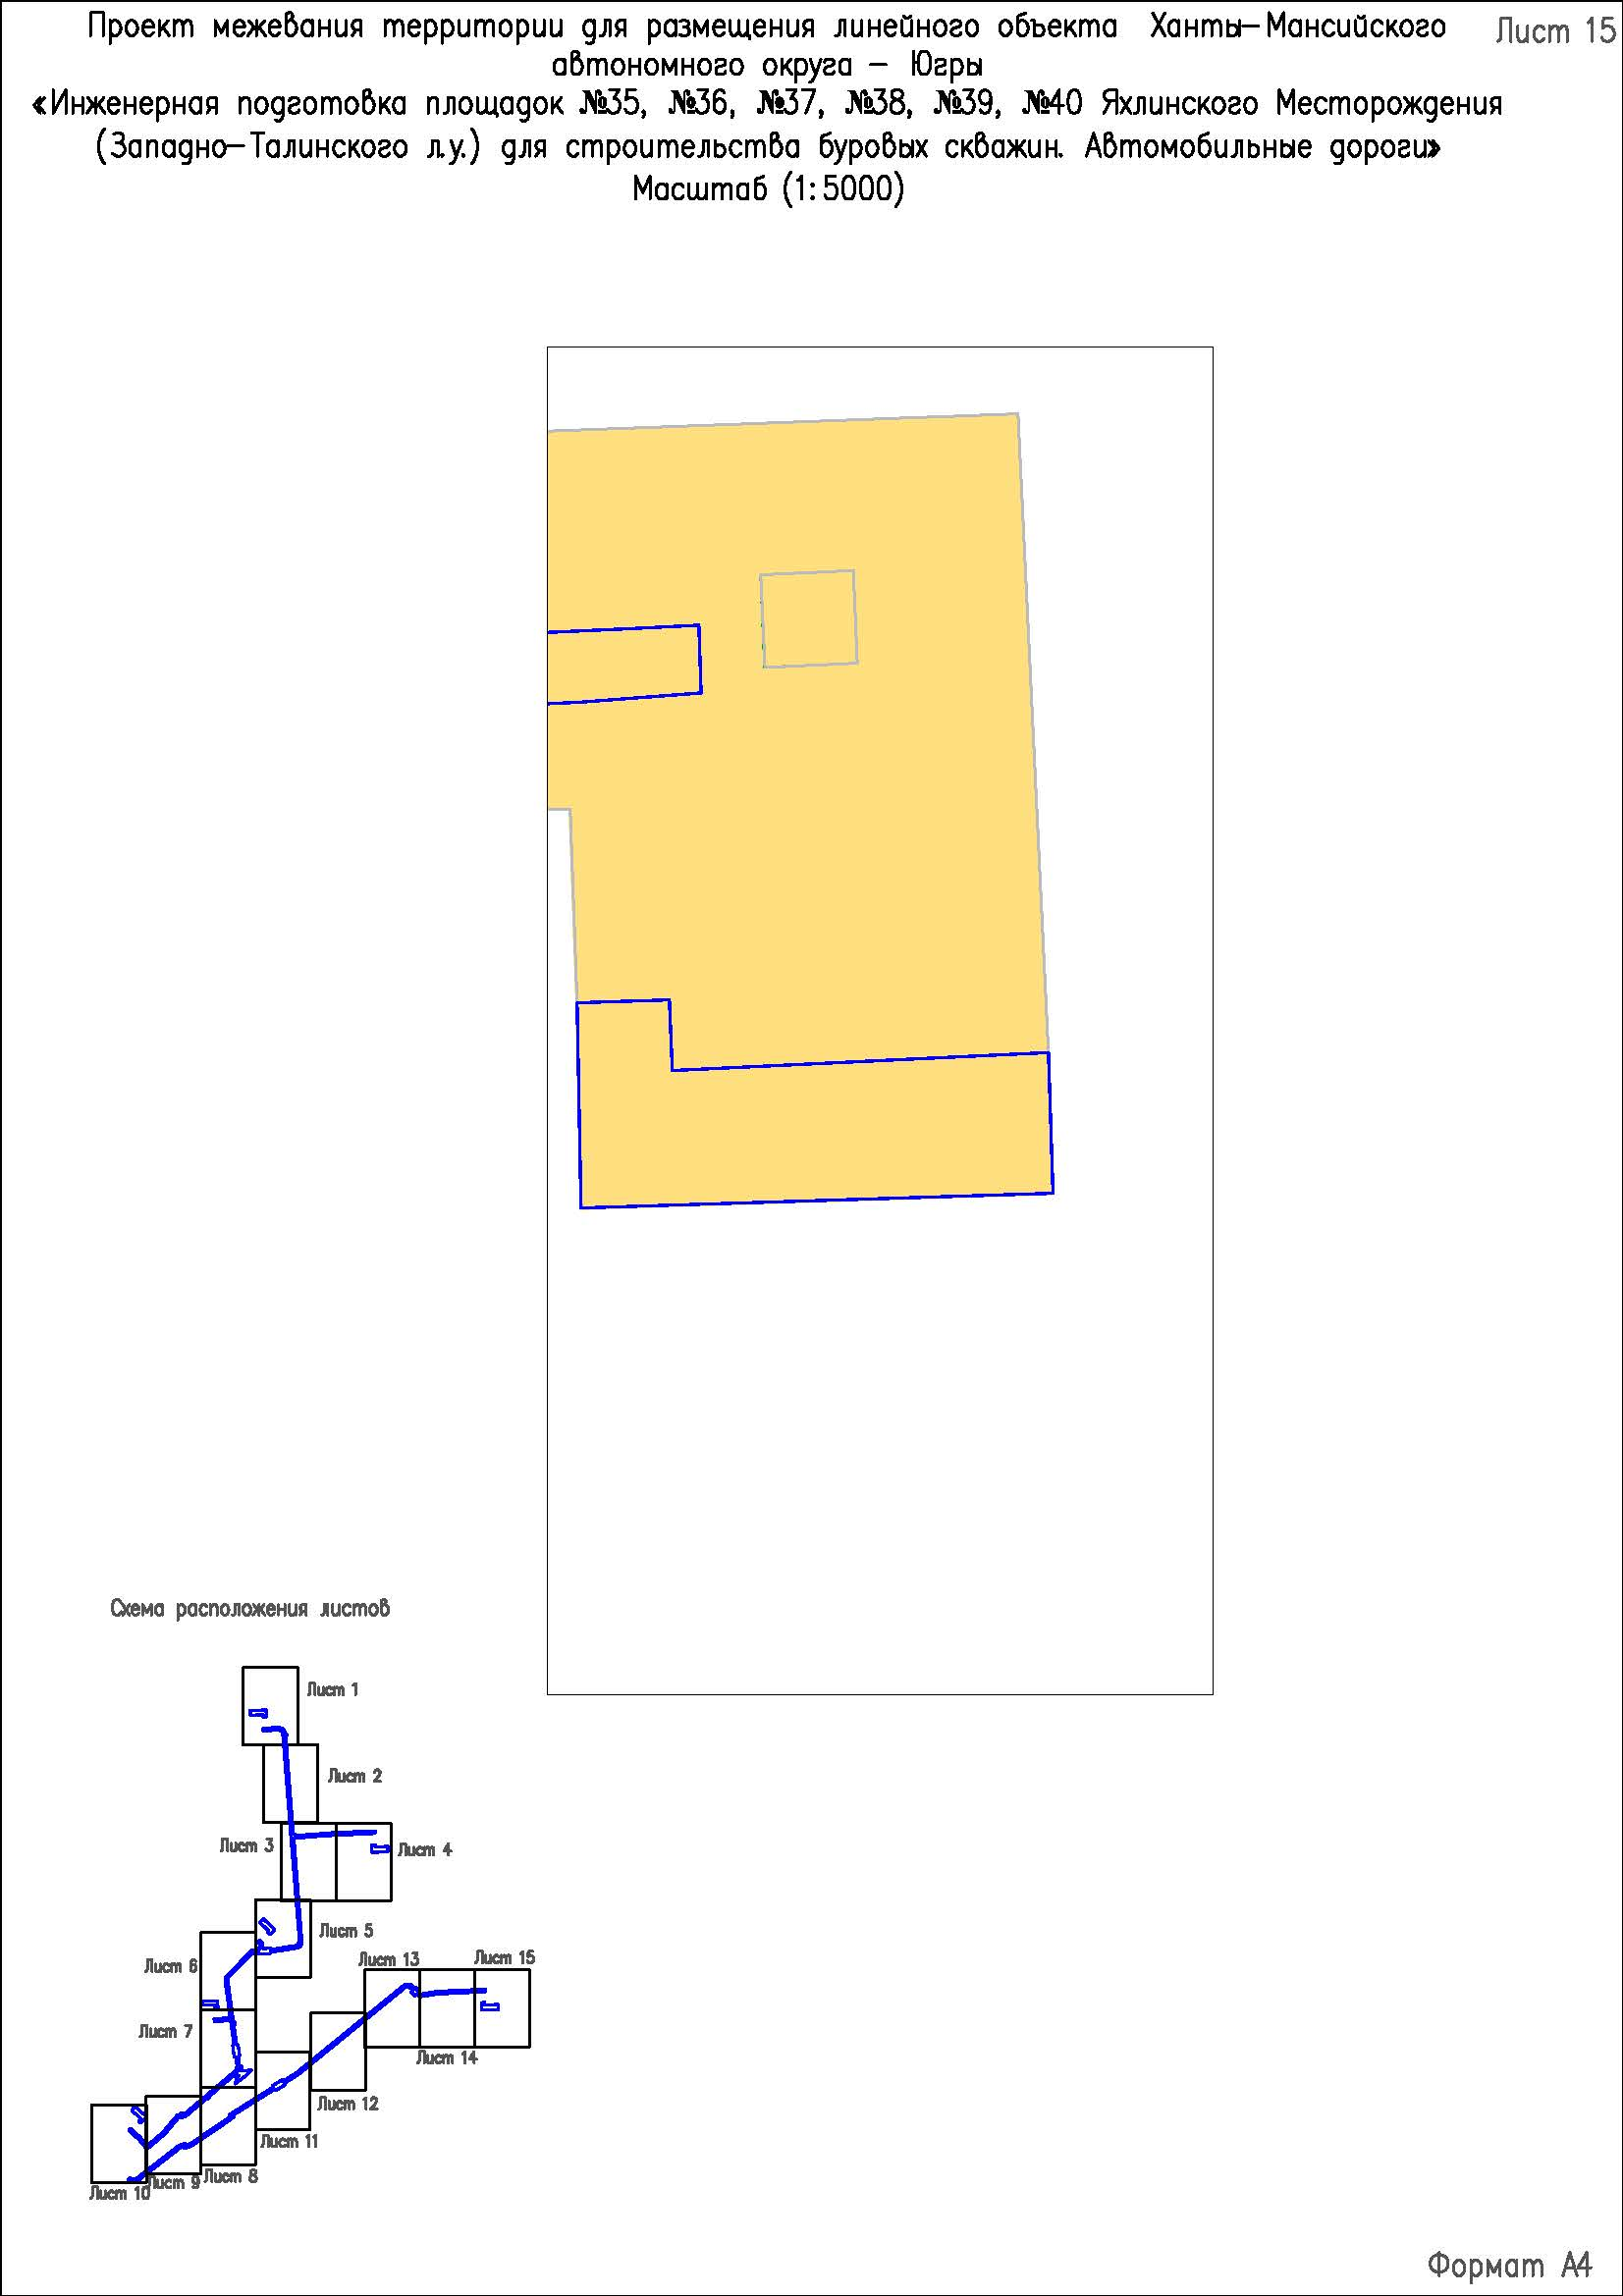 Проект межевания территории для размещения линейного объекта Ханты-Мансийского
Лист 15
автономного округа – Югры
«Инженерная подготовка площадок №35, №36, №37, №38, №39, №40 Яхлинского Месторождения
(Западно-Талинского л.у.) для строительства буровых скважин. Автомобильные дороги»
Масштаб (1:5000)
Схема расположения листов
Лист 1
Лист 2
Лист 3
Лист 4
Лист 5
Лист 6
Лист 13
Лист 15
Лист 7
Лист 14
Лист 12
Лист 11
Лист 8
Лист 9
Лист 10
Формат А4